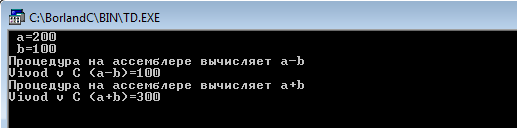 C:\BorlandC\BIN\TD.EXE
a=200
b=100
Процедура на ассемблере вычисляет a-b
Vivod v C (a-b)=100
Процедура на ассемблере вычисляет a+b
Vivod v C (a+b)=300